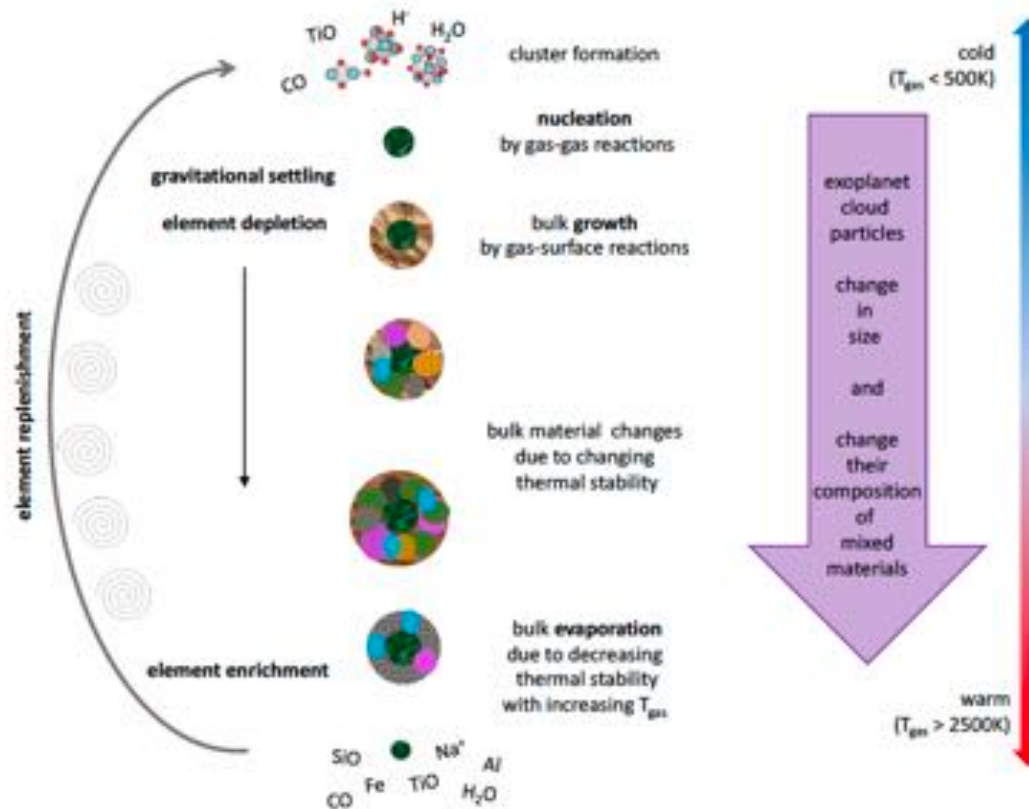 TiO
H⁻
H₂O
CO
cluster formation
cold
(T_gas < 500K)
nucleation
by gas-gas reactions
gravitational settling
element depletion
bulk growth
by gas-surface reactions
exoplanet
cloud
particles
change
in
size
and
change
their
composition
of
mixed
materials
element replenishment
bulk material changes
due to changing
thermal stability
element enrichment
bulk evaporation
due to decreasing
thermal stability
with increasing T_gas
warm
(T_gas > 2500K)
SiO
Na⁺
Al
Fe
TiO
CO
H₂O